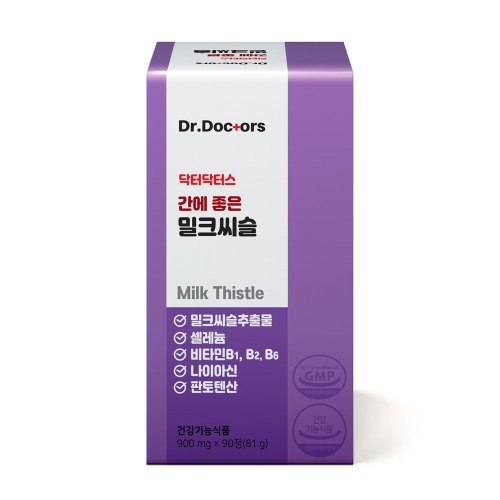 Dr.Doctors
닥터닥터스
간에 좋은
밀크씨슬
Milk Thistle
밀크씨슬추출물
셀레늄
비타민B1, B2, B6
나이아신
판토텐산
GMP
건강
기능식품
건강기능식품
900 mg × 90정(81 g)